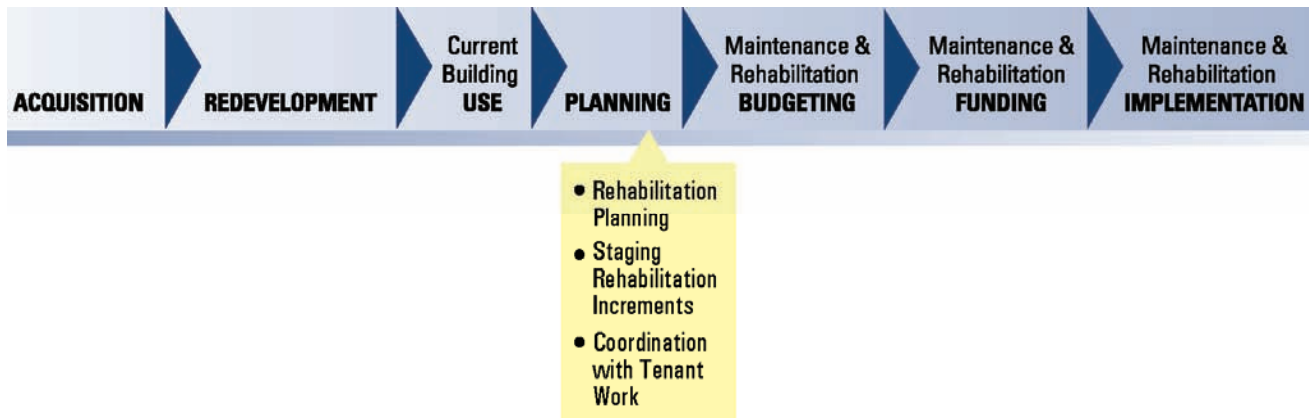 ACQUISITION
REDEVELOPMENT
Current
Building
USE
PLANNING
Maintenance &
Rehabilitation
BUDGETING
Maintenance &
Rehabilitation
FUNDING
Maintenance &
Rehabilitation
IMPLEMENTATION
• Rehabilitation
Planning
• Staging
Rehabilitation
Increments
• Coordination
with Tenant
Work